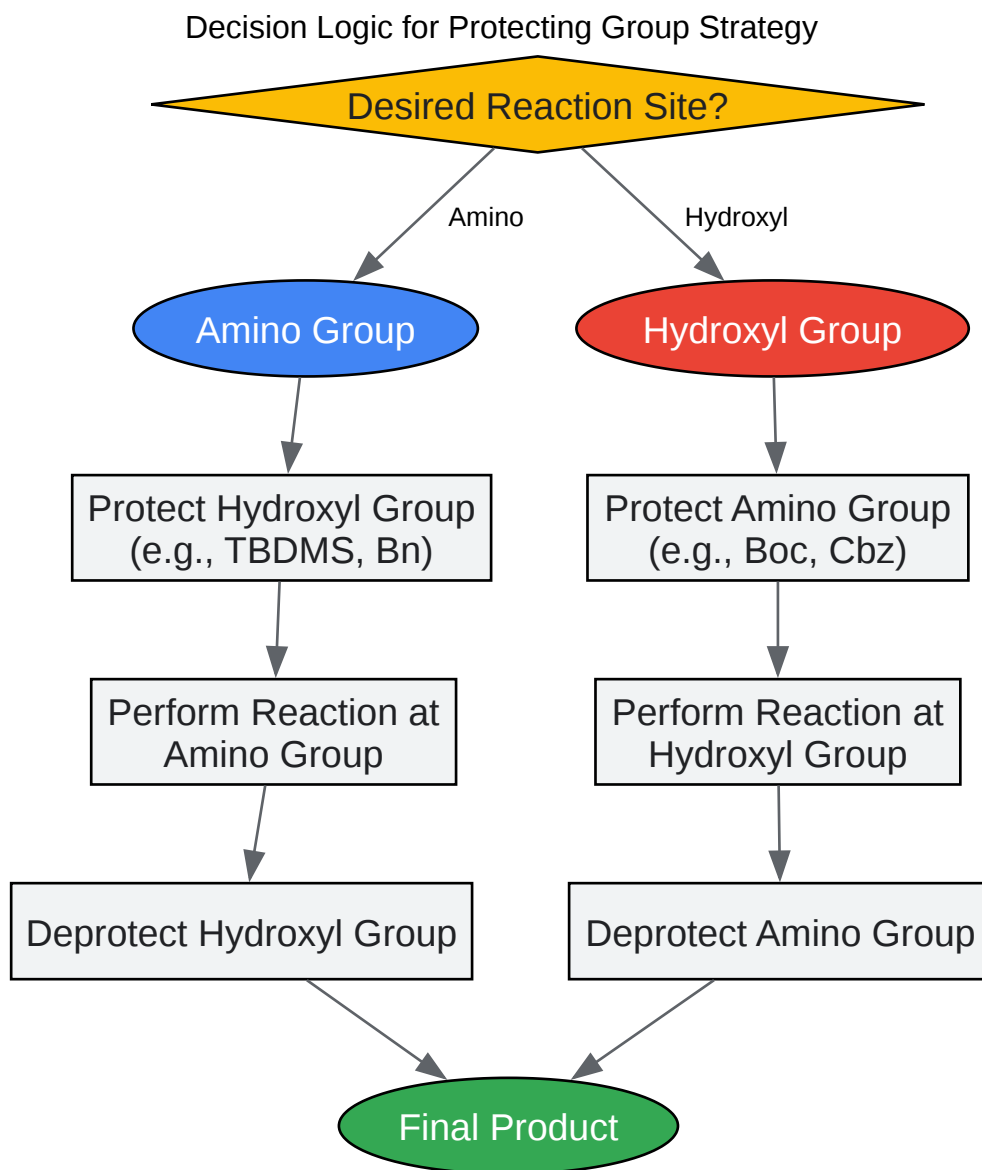 Decision Logic for Protecting Group Strategy
Desired Reaction Site?
Amino
Hydroxyl
Amino Group
Hydroxyl Group
Protect Hydroxyl Group
(e.g., TBDMS, Bn)
Protect Amino Group
(e.g., Boc, Cbz)
Perform Reaction at
Amino Group
Perform Reaction at
Hydroxyl Group
Deprotect Hydroxyl Group
Deprotect Amino Group
Final Product